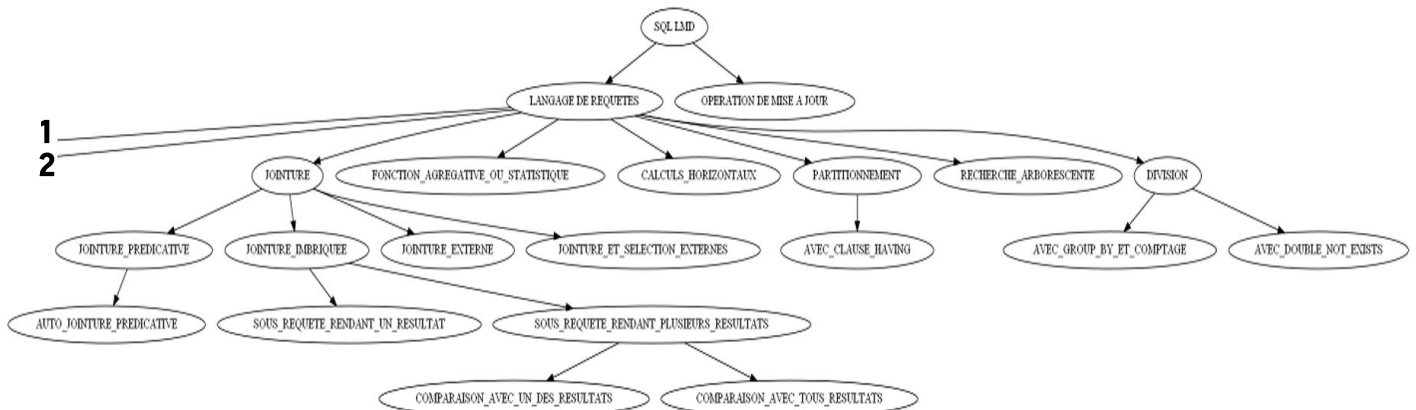 SQL LMD
LANGAGE DE REQUETES
OPERATION DE MISE A JOUR
1
2
JOINTURE
FONCTION_AGREGATIVE_OU_STATISTIQUE
CALCULS_HORIZONTAUX
PARTITIONNEMENT
RECHERCHE_ARBORESCENTE
DIVISION
JOINTURE_PREDICATIVE
JOINTURE_IMBRIQUEE
JOINTURE_EXTERNE
JOINTURE_ET_SELECTION_EXTERNES
AVEC_CLAUSE_HAVING
AVEC_GROUP_BY_ET_COMPTAGE
AVEC_DOUBLE_NOT_EXISTS
AUTO_JOINTURE_PREDICATIVE
SOUS_REQUETE_RENDANT_UN_RESULTAT
SOUS_REQUETE_RENDANT_PLUSIEURS_RESULTATS
COMPARAISON_AVEC_UN_DES_RESULTATS
COMPARAISON_AVEC_TOUS_RESULTATS